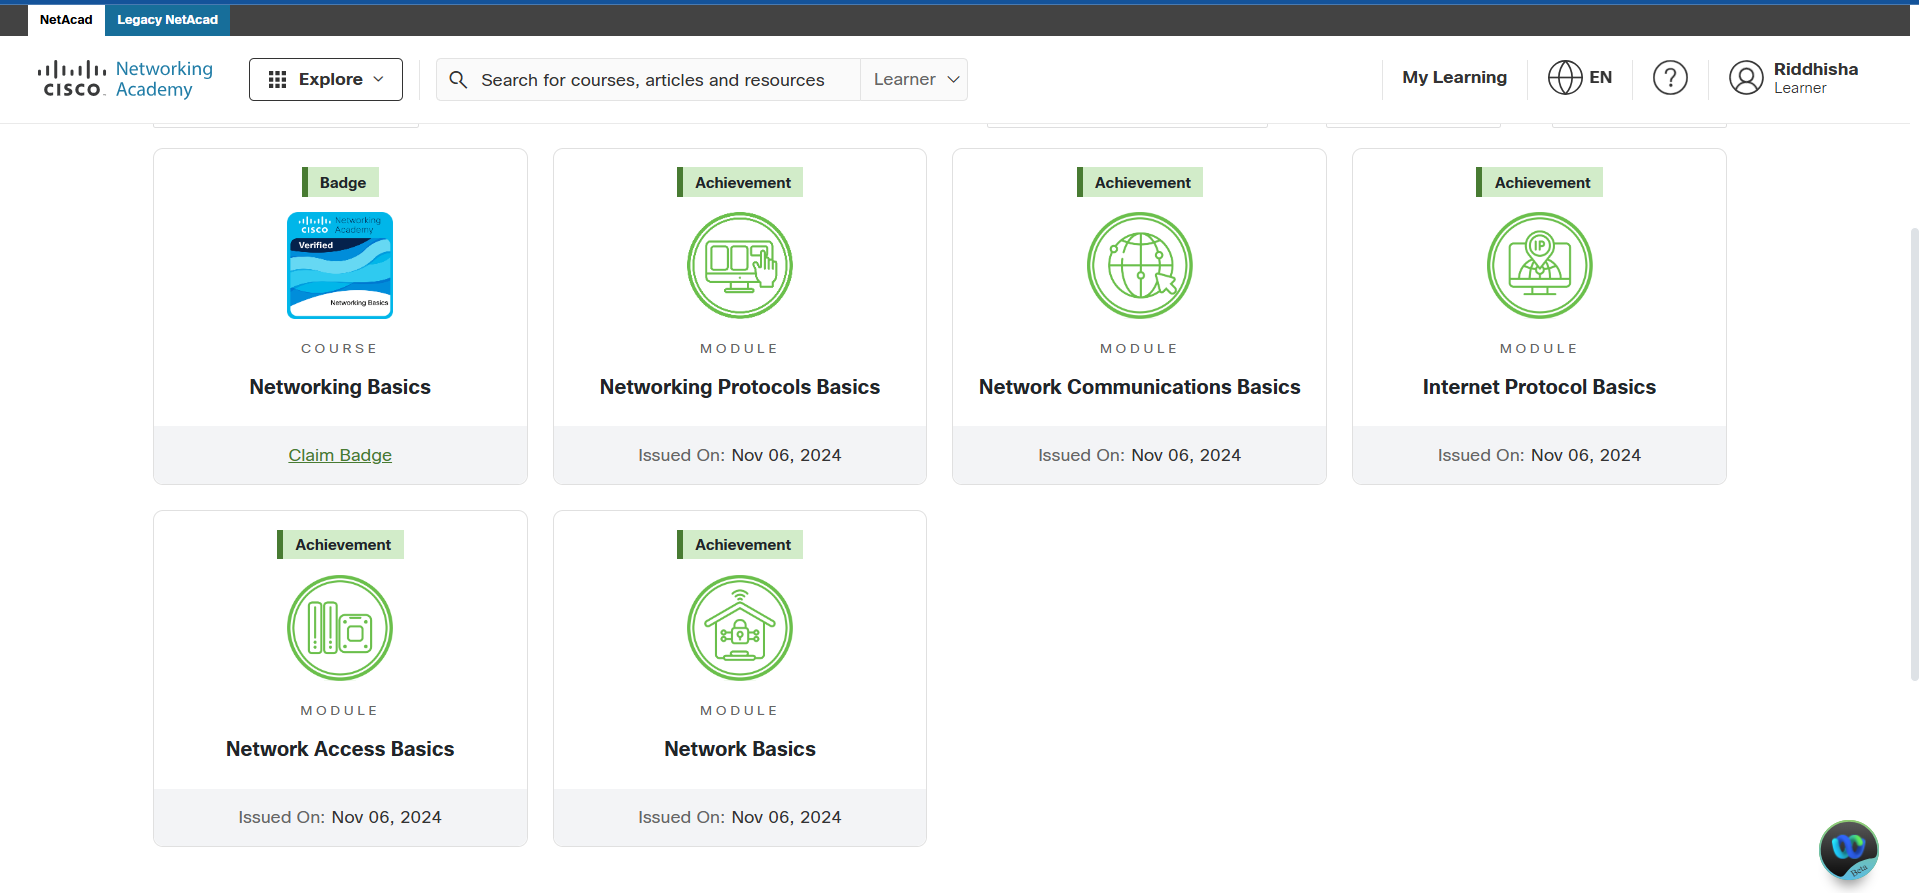 NetAcad
Legacy NetAcad
CISCO
Networking
Academy
Explore
Search for courses, articles and resources
Learner
My Learning
EN
?
Riddhisha
Learner
Badge
CISCO
Networking
Academy
Verified
Networking Basics
COURSE
Networking Basics
Claim Badge
Achievement
MODULE
Networking Protocols Basics
Issued On: Nov 06, 2024
Achievement
MODULE
Network Communications Basics
Issued On: Nov 06, 2024
Achievement
IP
MODULE
Internet Protocol Basics
Issued On: Nov 06, 2024
Achievement
MODULE
Network Access Basics
Issued On: Nov 06, 2024
Achievement
MODULE
Network Basics
Issued On: Nov 06, 2024
Beta